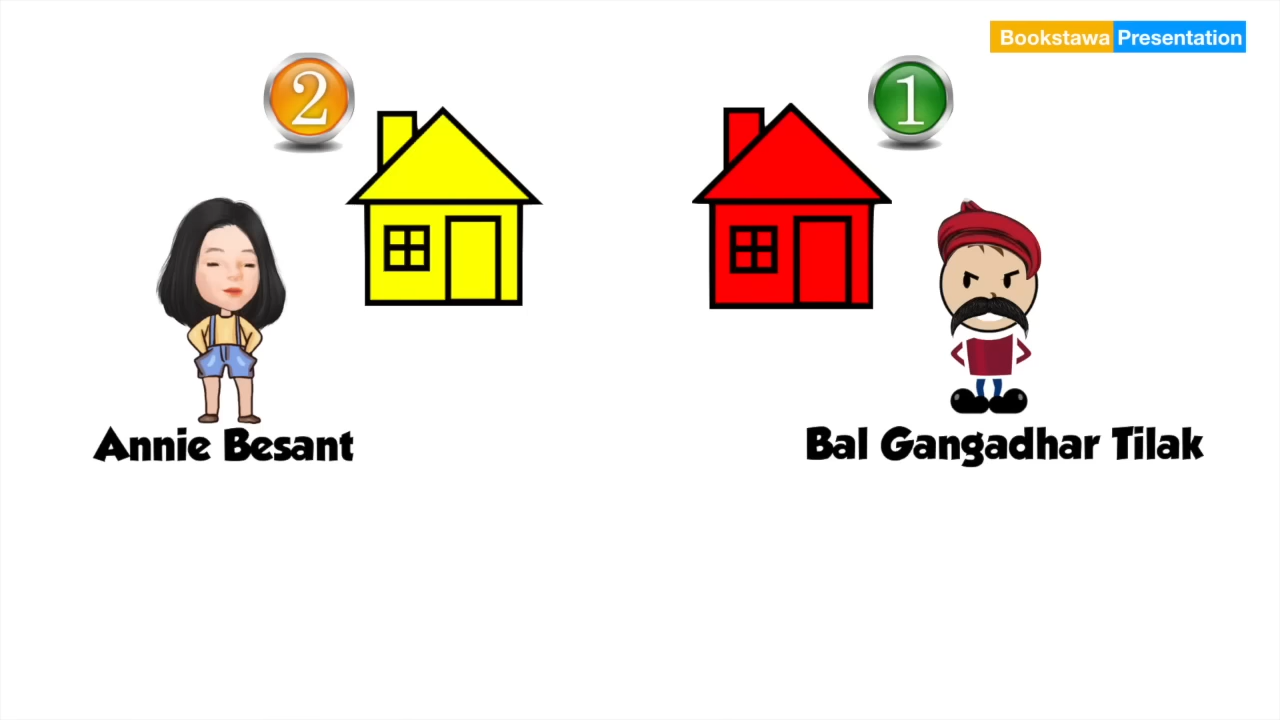 Bookstawa Presentation
2
1
Annie Besant
Bal Gangadhar Tilak